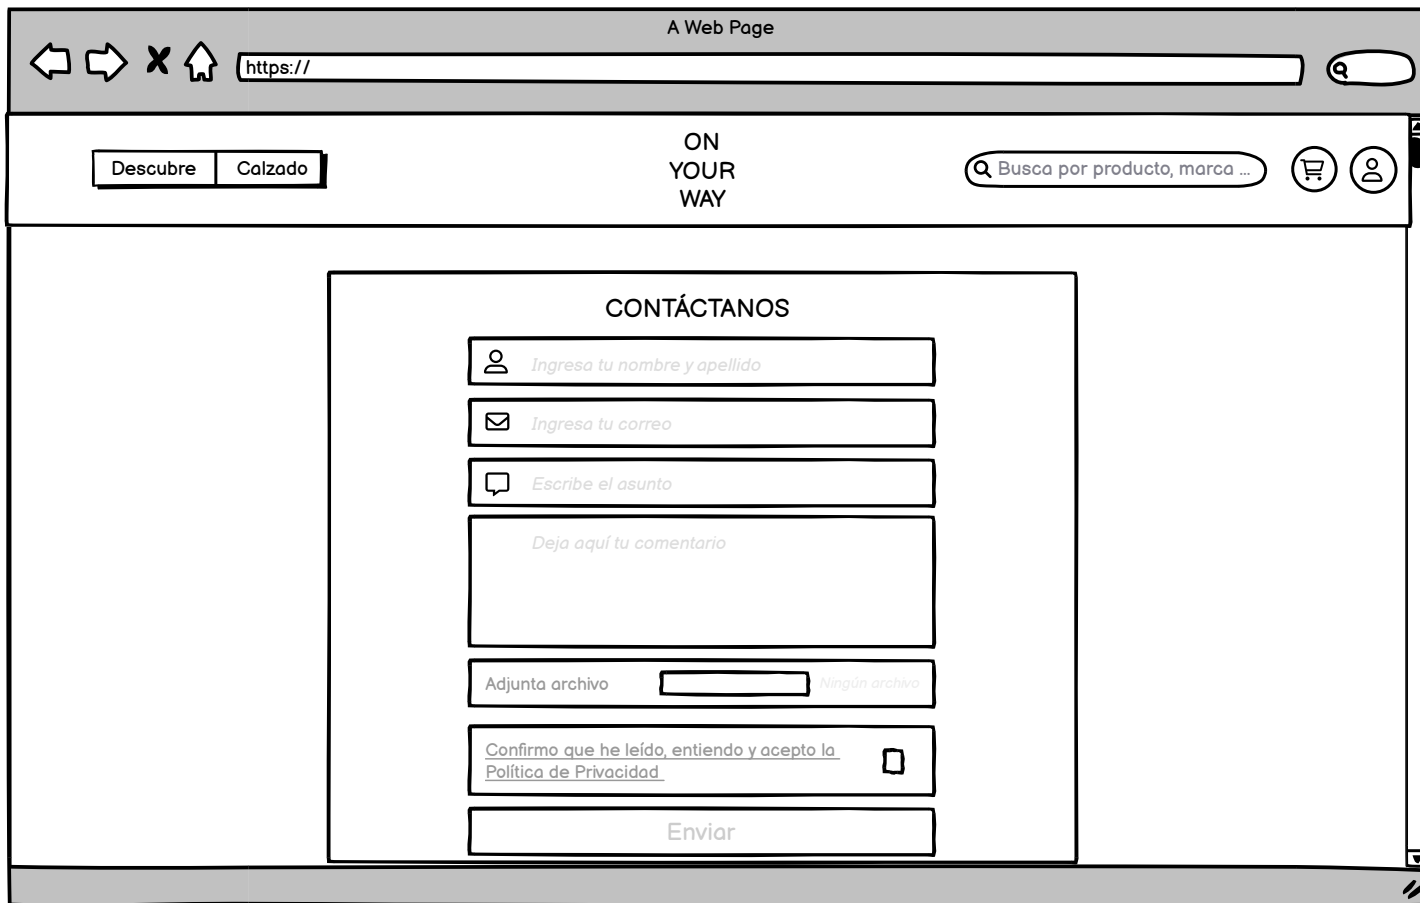 A Web Page
https://
Descubre
Calzado
ON
YOUR
WAY
Busca por producto, marca ...
CONTÁCTANOS
Ingresa tu nombre y apellido
Ingresa tu correo
Escribe el asunto
Deja aquí tu comentario
Adjunta archivo
Ningún archivo
Confirmo que he leído, entiendo y acepto la
Política de Privacidad
Enviar